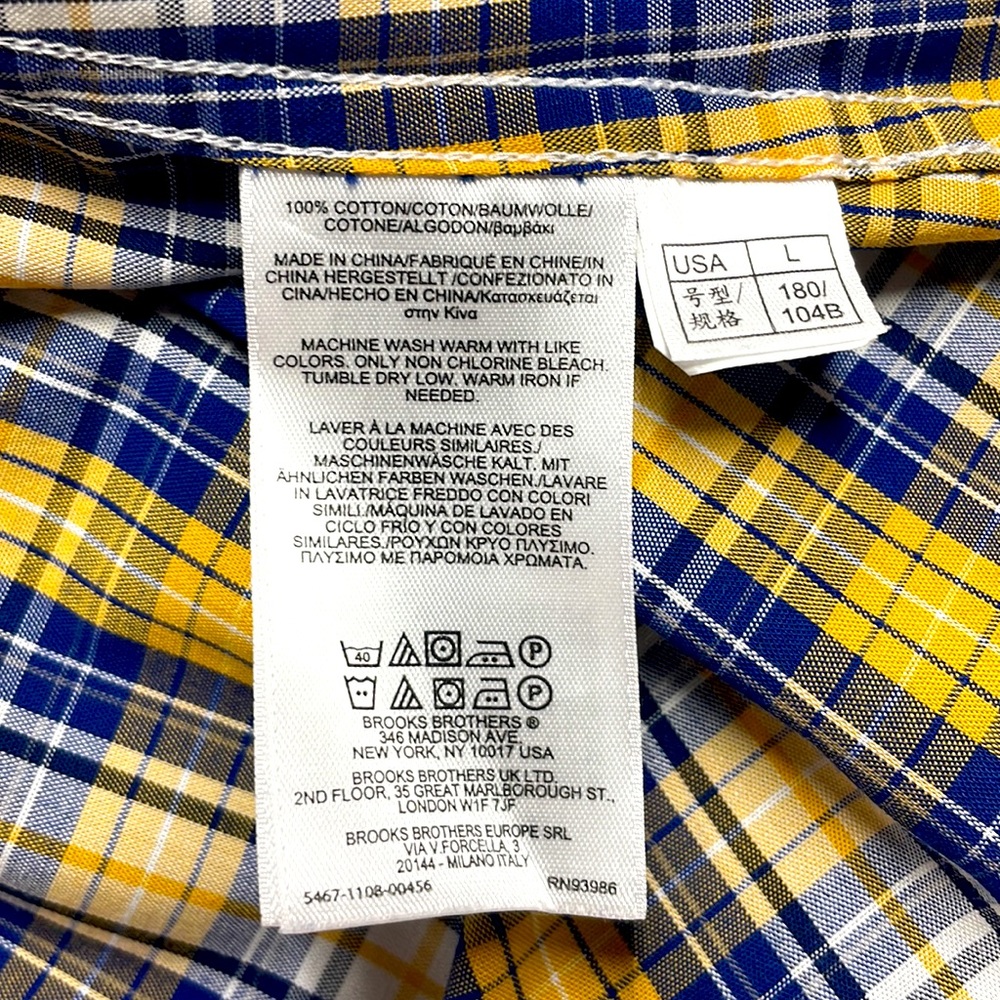 100% COTTON/COTON/BAUMWOLLE/
COTONE/ALGODON/βαμβάκι
MADE IN CHINA/FABRIQUÉ EN CHINE/IN
CHINA HERGESTELLT /CONFEZIONATO IN
CINA/HECHO EN CHINA/Κατασκευάζεται
στην Κίνα
MACHINE WASH WARM WITH LIKE
COLORS. ONLY NON CHLORINE BLEACH.
TUMBLE DRY LOW. WARM IRON IF
NEEDED.
LAVER À LA MACHINE AVEC DES
COULEURS SIMILAIRES./
MASCHINENWÄSCHE KALT. MIT
ÄHNLICHEN FARBEN WASCHEN./LAVARE
IN LAVATRICE FREDDO CON COLORI
SIMILI./MÁQUINA DE LAVADO EN
CICLO FRÍO Y CON COLORES
SIMILARES./ΡΟΥΧΩΝ ΚΡΥΟ ΠΛΥΣΙΜΟ.
ΠΛΥΣΙΜΟ ΜΕ ΠΑΡΟΜΟΙΑ ΧΡΩΜΑΤΑ.
40 P
P
BROOKS BROTHERS ®
346 MADISON AVE,
NEW YORK, NY 10017 USA
BROOKS BROTHERS UK LTD.
2ND FLOOR, 35 GREAT MARLBOROUGH ST.,
LONDON W1F 7JF
BROOKS BROTHERS EUROPE SRL
VIA V.FORCELLA, 3
20144 - MILANO ITALY
5467-1108-00456 RN93986
USA L
号型/ 180/
规格 104B